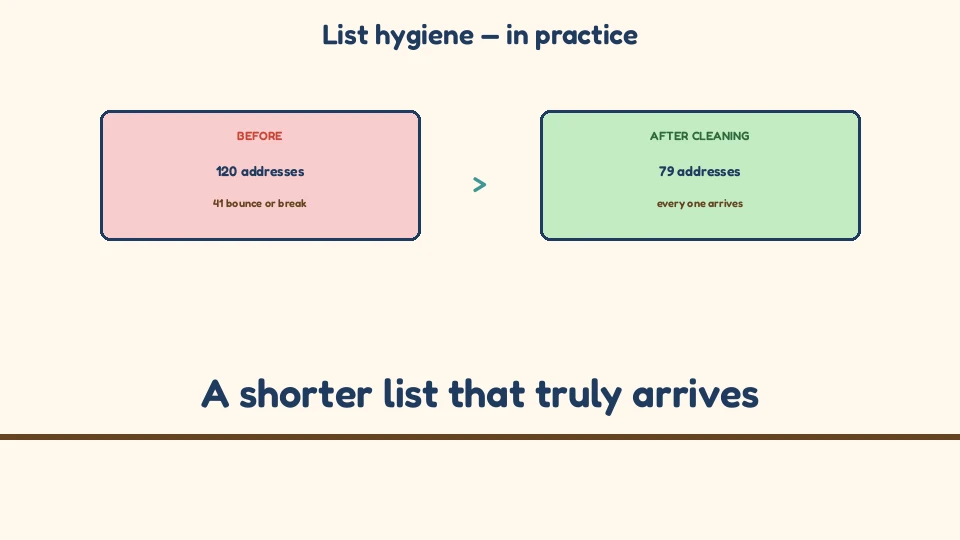 List hygiene — in practice
BEFORE
120 addresses
41 bounce or break
>
AFTER CLEANING
79 addresses
every one arrives
A shorter list that truly arrives